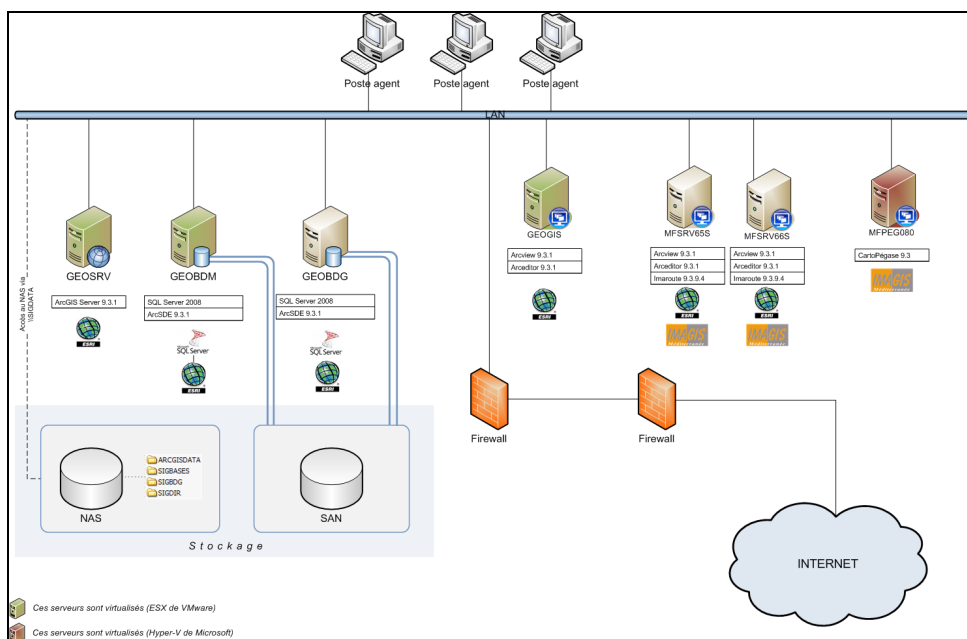 Poste agent
Poste agent
Poste agent
LAN
GEOSRV
GEOBDM
GEOBDG
GEOGIS
MFSRV65S
MFSRV66S
MFPEG080
ArcGIS Server 9.3.1
ESRI
SQL Server 2008
ArcSDE 9.3.1
SQL Server
ESRI
SQL Server 2008
ArcSDE 9.3.1
SQL Server
ESRI
Arcview 9.3.1
Arceditor 9.3.1
ESRI
Arcview 9.3.1
Arceditor 9.3.1
Imaroute 9.3.9.4
ESRI
IMAGIS
Méditerranée
Arcview 9.3.1
Arceditor 9.3.1
Imaroute 9.3.9.4
ESRI
IMAGIS
Méditerranée
CartoPégase 9.3
IMAGIS
Méditerranée
Accès au NAS via
\\SIGDATA
Firewall
Firewall
ARCGISDATA
SIGBASES
SIGBDG
SIGDIR
NAS
SAN
Stockage
INTERNET
Ces serveurs sont virtualisés (ESX de VMware)
Ces serveurs sont virtualisés (Hyper-V de Microsoft)